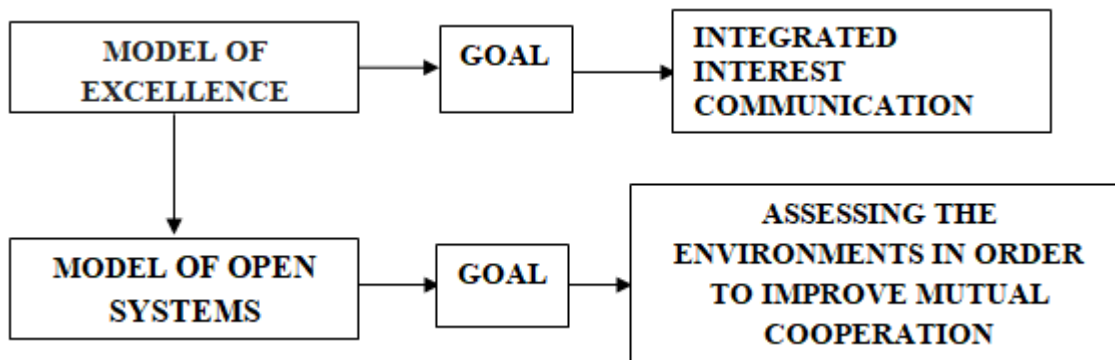 MODEL OF
EXCELLENCE
GOAL
INTEGRATED
INTEREST
COMMUNICATION
MODEL OF OPEN
SYSTEMS
GOAL
ASSESSING THE
ENVIRONMENTS IN ORDER
TO IMPROVE MUTUAL
COOPERATION